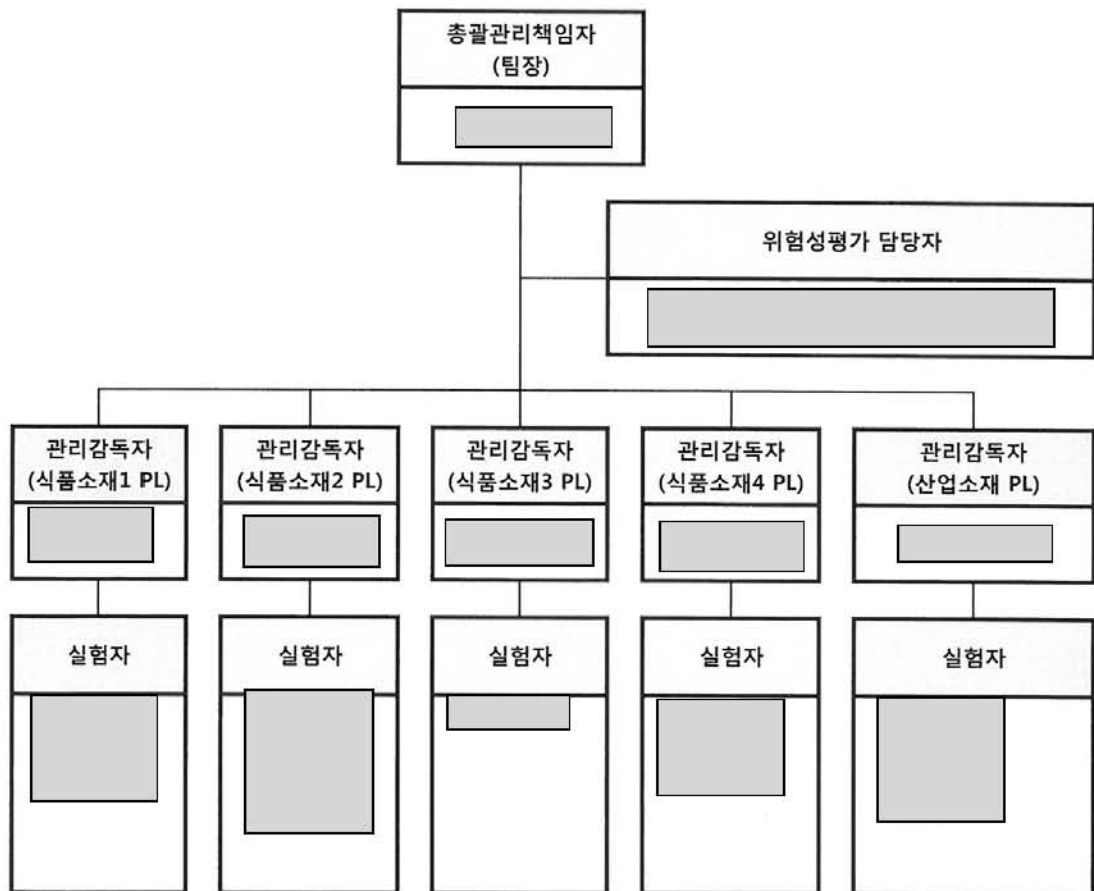 총괄관리책임자
(팀장)
위험성평가 담당자
관리감독자
(식품소재1 PL)
관리감독자
(식품소재2 PL)
관리감독자
(식품소재3 PL)
관리감독자
(식품소재4 PL)
관리감독자
(산업소재 PL)
실험자
실험자
실험자
실험자
실험자